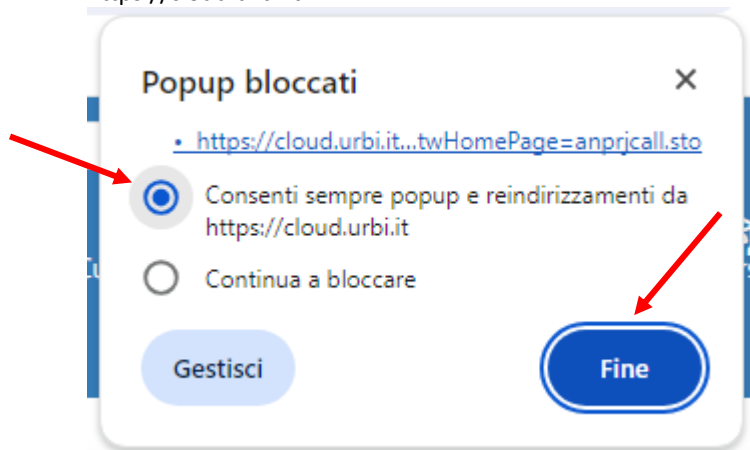 Popup bloccati
• https://cloud.urbi.it...twHomePage=anprjcall.sto
Consenti sempre popup e reindirizzamenti da
https://cloud.urbi.it
Continua a bloccare
Gestisci
Fine